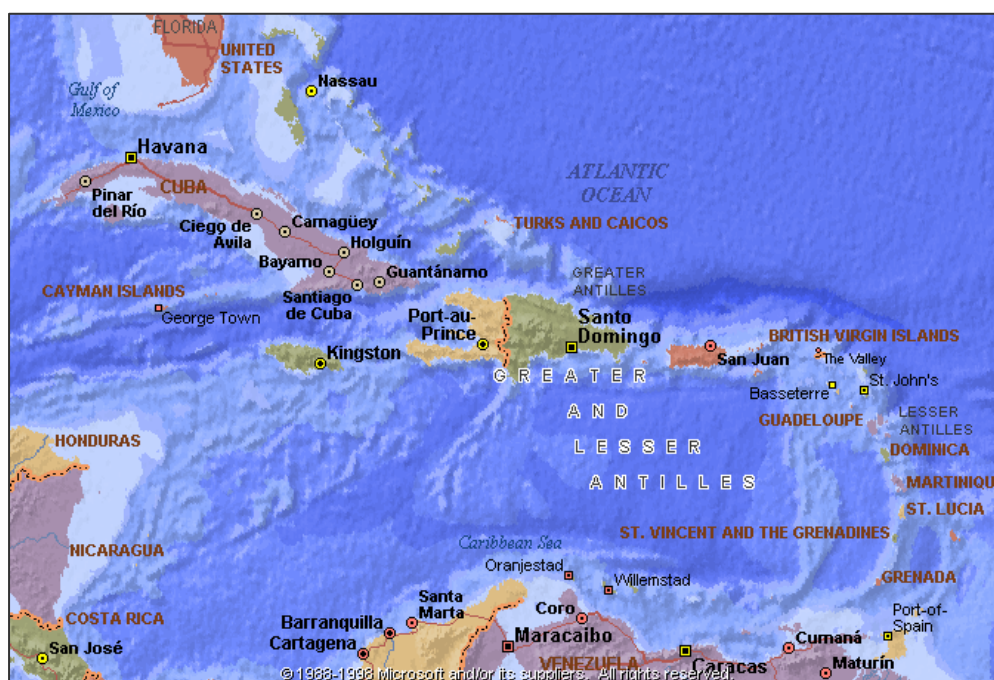 FLORIDA
UNITED
STATES
Gulf of
Mexico
Nassau
Havana
ATLANTIC
OCEAN
Pinar
del Río
CUBA
Ciego de
Avila
Camagüey
TURKS AND CAICOS
Holguín
Bayamo
Guantánamo
GREATER
ANTILLES
CAYMAN ISLANDS
Santiago
de Cuba
George Town
Port-au-
Prince
Santo
Domingo
BRITISH VIRGIN ISLANDS
Kingston
San Juan
The Valley
GREATER
AND
LESSER
ANTILLES
Basseterre
St. John's
GUADELOUPE
LESSER
ANTILLES
HONDURAS
DOMINICA
MARTINIQU
ST. LUCIA
ST. VINCENT AND THE GRENADINES
NICARAGUA
Caribbean Sea
Oranjestad
Willemstad
GRENADA
COSTA RICA
Santa
Marta
Coro
Port-of-
Spain
Barranquilla
Cartagena
Maracaibo
Cumaná
San José
VENEZUELA
Caracas
Maturín
© 1988-1998 Microsoft and/or its suppliers. All rights reserved.